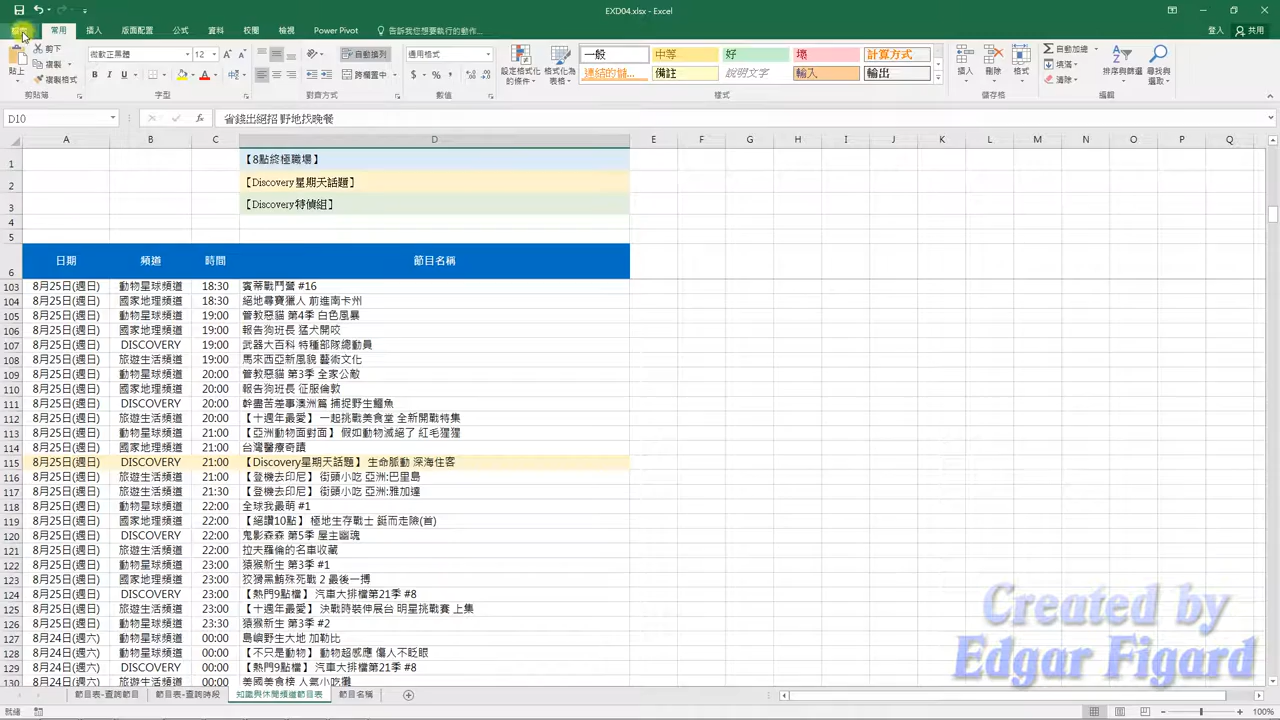 EXD04.xlsx - Excel
常用 插入 版面配置 公式 資料 校閱 檢視 Power Pivot 告訴我您想要執行的動作... 登入 共用
貼上 剪下 複製 複製格式 剪貼簿
微軟正黑體 12 字型
自動換列 跨欄置中 對齊方式
通用格式 數值
設定格式化的條件 格式化為表格
一般 中等 好 壞 計算方式
連結的儲... 備註 說明文字 輸入 輸出
樣式
插入 刪除 格式 儲存格
自動加總 填滿 清除 排序與篩選 尋找與選取 編輯
D10 省錢出絕招 野地找晚餐
A B C D E F G H I J K L M N O P Q
1 【8點終極職場】
2 【Discovery星期天話題】
3 【Discovery特偵組】
4
5
6 日期 頻道 時間 節目名稱
103 8月25日(週日) 動物星球頻道 18:30 賓蒂戰鬥營 #16
104 8月25日(週日) 國家地理頻道 18:30 絕地尋寶獵人 前進南卡州
105 8月25日(週日) 動物星球頻道 19:00 管教惡貓 第4季 白色風暴
106 8月25日(週日) 國家地理頻道 19:00 報告狗班長 猛犬開咬
107 8月25日(週日) DISCOVERY 19:00 武器大百科 特種部隊總動員
108 8月25日(週日) 旅遊生活頻道 19:00 馬來西亞新風貌 藝術文化
109 8月25日(週日) 動物星球頻道 20:00 管教惡貓 第3季 全家公敵
110 8月25日(週日) 國家地理頻道 20:00 報告狗班長 征服倫敦
111 8月25日(週日) DISCOVERY 20:00 幹盡苦差事澳洲篇 捕捉野生鱷魚
112 8月25日(週日) 旅遊生活頻道 20:00 【十週年最愛】 一起挑戰美食堂 全新開戰特集
113 8月25日(週日) 動物星球頻道 21:00 【亞洲動物面對面】 假如動物滅絕了 紅毛猩猩
114 8月25日(週日) 國家地理頻道 21:00 台灣醫療奇蹟
115 8月25日(週日) DISCOVERY 21:00 【Discovery星期天話題】 生命脈動 深海住客
116 8月25日(週日) 旅遊生活頻道 21:00 【登機去印尼】 街頭小吃 亞洲:巴里島
117 8月25日(週日) 旅遊生活頻道 21:30 【登機去印尼】 街頭小吃 亞洲:雅加達
118 8月25日(週日) 動物星球頻道 22:00 全球我最萌 #1
119 8月25日(週日) 國家地理頻道 22:00 【絕讚10點】 極地生存戰士 鋌而走險(首)
120 8月25日(週日) DISCOVERY 22:00 鬼影森森 第5季 屋主幽魂
121 8月25日(週日) 旅遊生活頻道 22:00 拉夫羅倫的名車收藏
122 8月25日(週日) 動物星球頻道 23:00 猿猴新生 第3季 #1
123 8月25日(週日) 國家地理頻道 23:00 狡猾黑鮪殊死戰 2 最後一搏
124 8月25日(週日) DISCOVERY 23:00 【熱門9點檔】 汽車大排檔第21季 #8
125 8月25日(週日) 旅遊生活頻道 23:00 【十週年最愛】 決戰時裝伸展台 明星挑戰賽 上集
126 8月25日(週日) 動物星球頻道 23:30 猿猴新生 第3季 #2
127 8月24日(週六) 動物星球頻道 00:00 島嶼野生大地 加勒比
128 8月24日(週六) 國家地理頻道 00:00 【不只是動物】 動物超感應 傷人不眨眼
129 8月24日(週六) DISCOVERY 00:00 【熱門9點檔】 汽車大排檔第21季 #8
130 8月24日(週六) 旅遊生活頻道 00:00 美國美食榜 人氣小吃攤
節目表-查詢節目 節目表-查詢時段 知識與休閒頻道節目表 節目名稱
就緒 100%
Created by
Edgar Figard